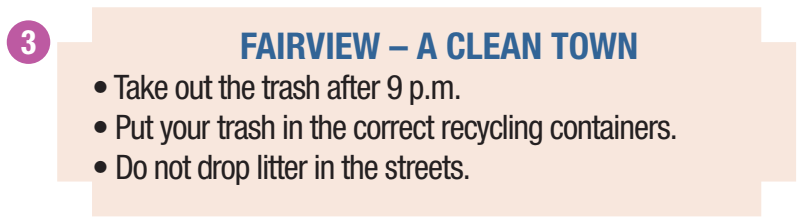 3
FAIRVIEW – A CLEAN TOWN
• Take out the trash after 9 p.m.
• Put your trash in the correct recycling containers.
• Do not drop litter in the streets.